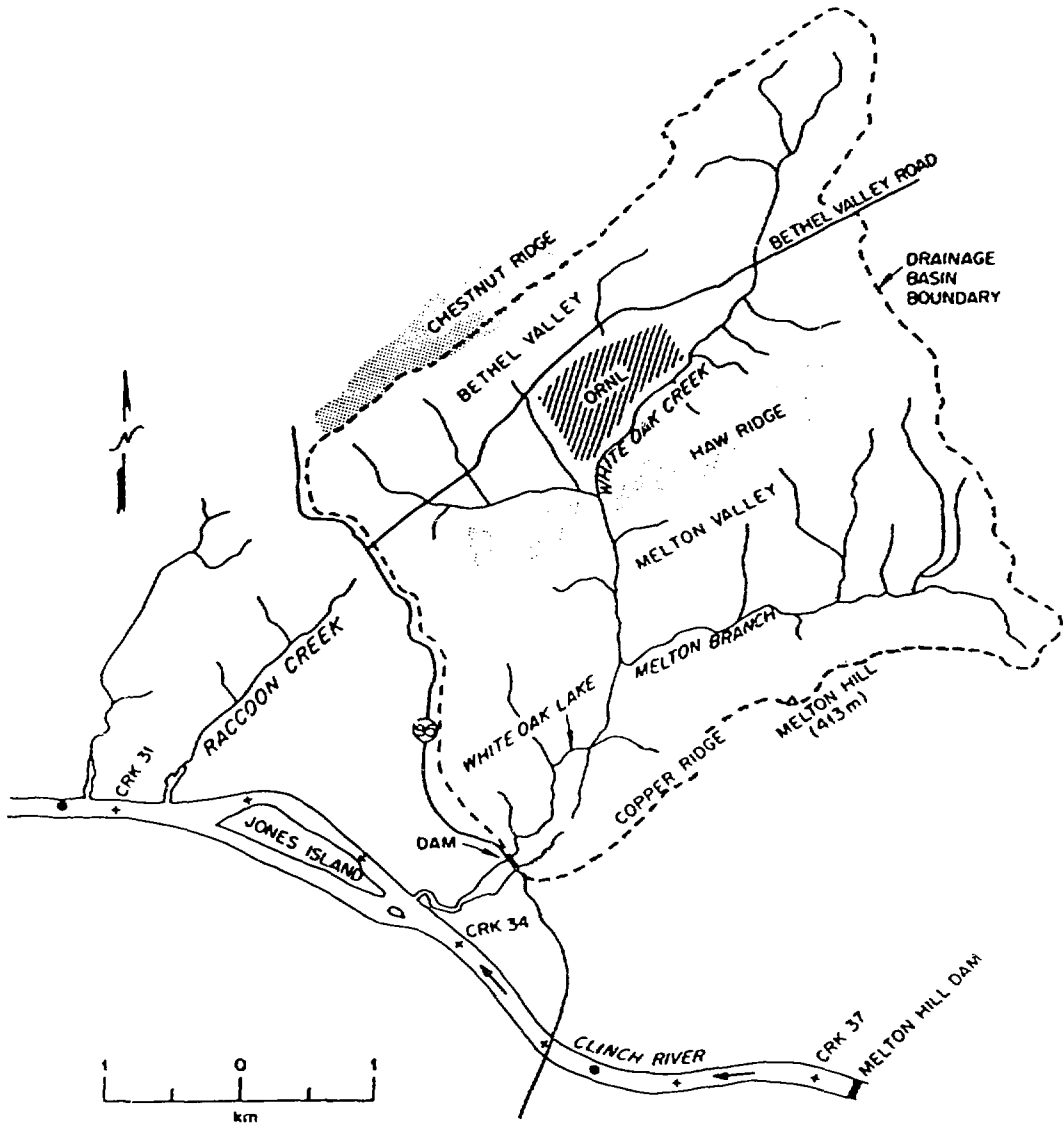 BETHEL VALLEY ROAD
CHESTNUT RIDGE
DRAINAGE
BASIN
BOUNDARY
BETHEL VALLEY
ORNL
WHITE OAK CREEK
N
HAW RIDGE
MELTON VALLEY
MELTON BRANCH
RACCOON CREEK
MELTON HILL
(413 m)
WHITE OAK LAKE
95
COPPER RIDGE
CRK 31
JONES ISLAND
DAM
CRK 34
MELTON HILL DAM
CRK 37
CLINCH RIVER
1 0 1
km